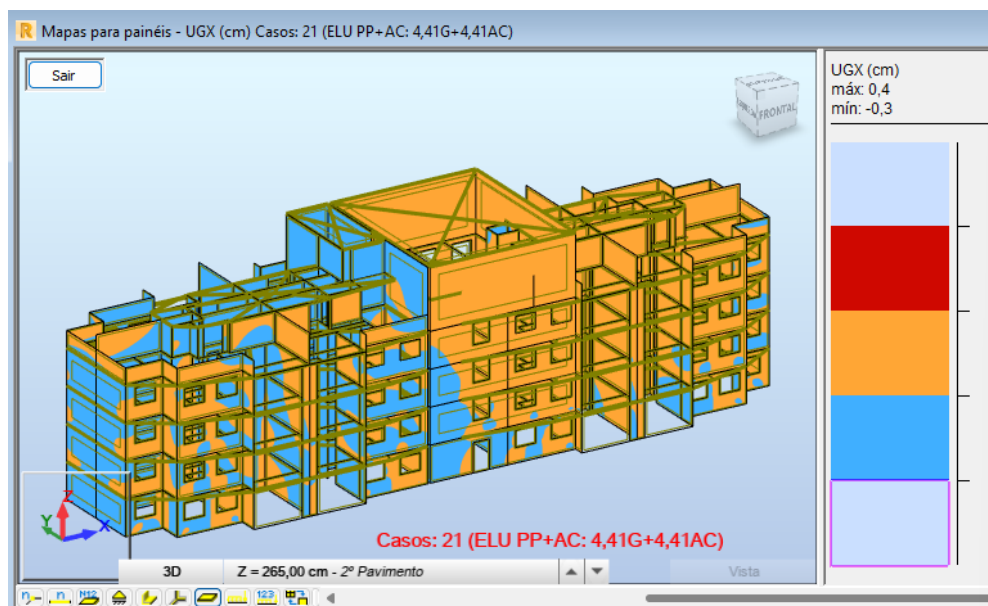 Mapas para painéis - UGX (cm) Casos: 21 (ELU PP+AC: 4,41G+4,41AC)
Sair
FRONTAL
UGX (cm)
máx: 0,4
mín: -0,3
Z
Y
X
Casos: 21 (ELU PP+AC: 4,41G+4,41AC)
3D
Z = 265,00 cm - 2º Pavimento
Vista